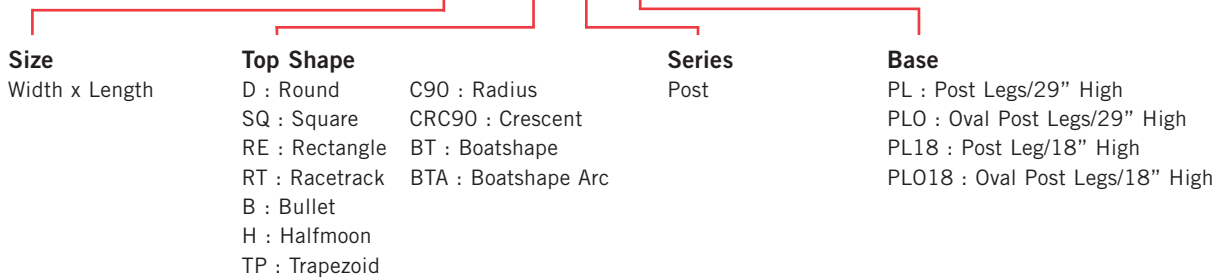 Size
Width x Length
Top Shape
D : Round
SQ : Square
RE : Rectangle
RT : Racetrack
B : Bullet
H : Halfmoon
TP : Trapezoid
C90 : Radius
CRC90 : Crescent
BT : Boatshape
BTA : Boatshape Arc
Series
Post
Base
PL : Post Legs/29” High
PLO : Oval Post Legs/29” High
PL18 : Post Leg/18” High
PLO18 : Oval Post Legs/18” High